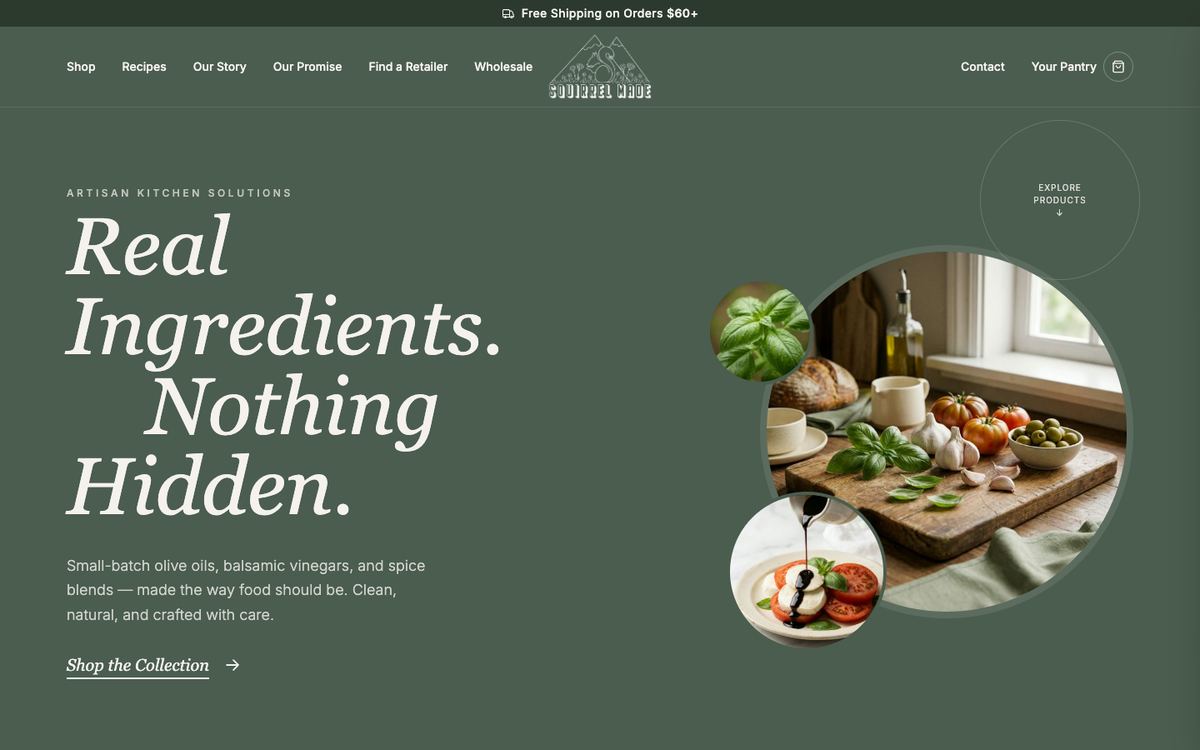 Free Shipping on Orders $60+
Shop
Recipes
Our Story
Our Promise
Find a Retailer
Wholesale
SQUIRREL MADE
Contact
Your Pantry
EXPLORE
PRODUCTS
↓
ARTISAN KITCHEN SOLUTIONS
Real
Ingredients.
Nothing
Hidden.
Small-batch olive oils, balsamic vinegars, and spice
blends — made the way food should be. Clean,
natural, and crafted with care.
Shop the Collection →